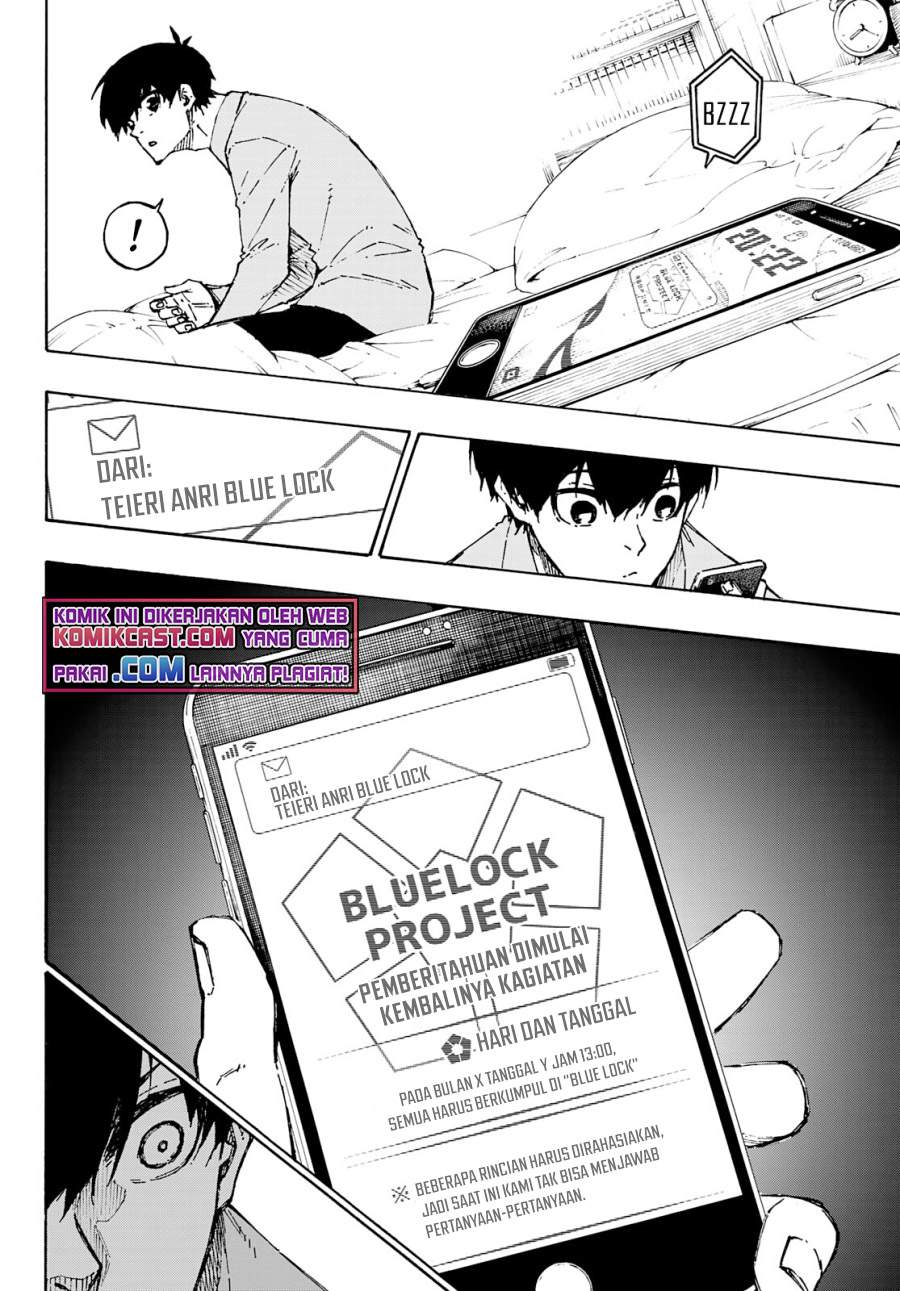 BZZZ
!
20:22
BLUE LOCK
PROJECT
DARI:
TEIERI ANRI BLUE LOCK
KOMIK INI DIKERJAKAN OLEH WEB
KOMIKCAST.COM YANG CUMA
PAKAI .COM LAINNYA PLAGIAT!
DARI:
TEIERI ANRI BLUE LOCK
BLUELOCK
PROJECT
PEMBERITAHUAN DIMULAI
KEMBALINYA KAGIATAN
HARI DAN TANGGAL
PADA BULAN X TANGGAL Y JAM 13:00,
SEMUA HARUS BERKUMPUL DI "BLUE LOCK"
※ BEBERAPA RINCIAN HARUS DIRAHASIAKAN,
JADI SAAT INI KAMI TAK BISA MENJAWAB
PERTANYAAN-PERTANYAAN.